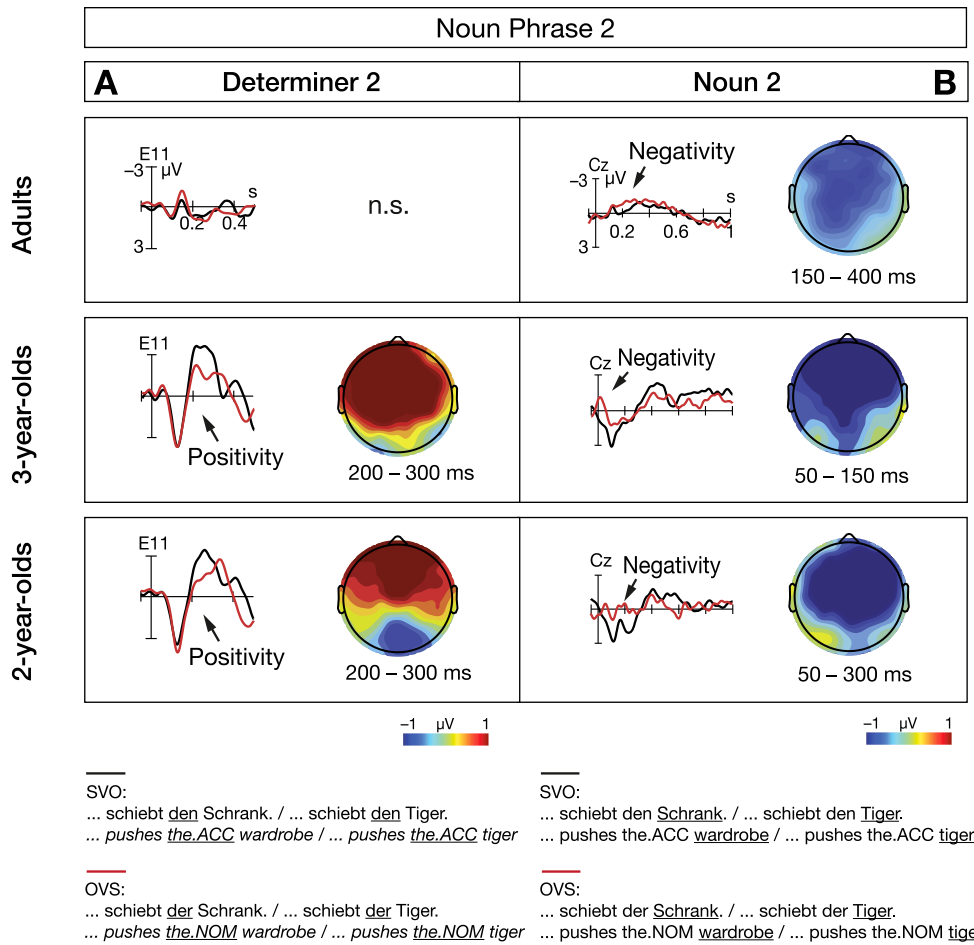 Noun Phrase 2
A Determiner 2
Noun 2 B
Adults
E11
−3 µV
s
0.2 0.4
3
n.s.
Cz
−3 µV
Negativity
s
0.2 0.6 1
3
150 – 400 ms
3-year-olds
E11
Positivity
200 – 300 ms
Cz
Negativity
50 – 150 ms
2-year-olds
E11
Positivity
200 – 300 ms
Cz
Negativity
50 – 300 ms
−1 µV 1
−1 µV 1
SVO:
... schiebt den Schrank. / ... schiebt den Tiger.
... pushes the.ACC wardrobe / ... pushes the.ACC tiger
OVS:
... schiebt der Schrank. / ... schiebt der Tiger.
... pushes the.NOM wardrobe / ... pushes the.NOM tiger
SVO:
... schiebt den Schrank. / ... schiebt den Tiger.
... pushes the.ACC wardrobe / ... pushes the.ACC tiger
OVS:
... schiebt der Schrank. / ... schiebt der Tiger.
... pushes the.NOM wardrobe / ... pushes the.NOM tige